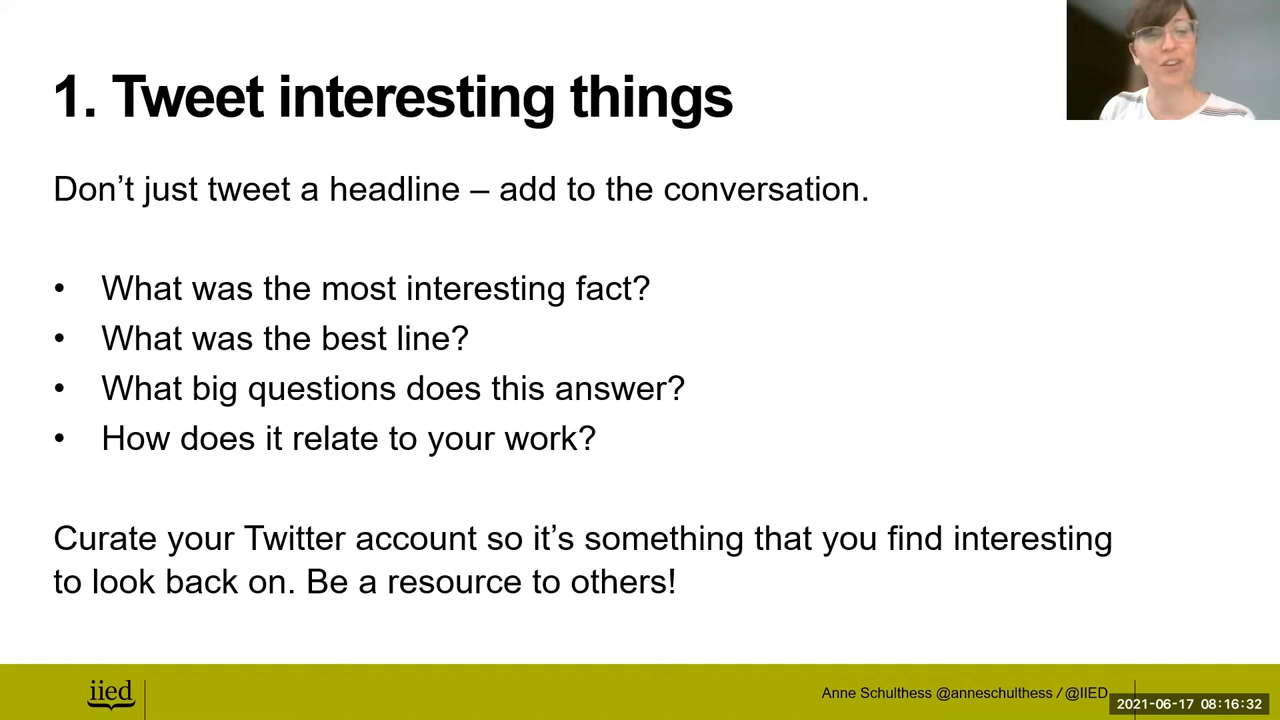 1. Tweet interesting things
Don’t just tweet a headline – add to the conversation.
• What was the most interesting fact?
• What was the best line?
• What big questions does this answer?
• How does it relate to your work?
Curate your Twitter account so it’s something that you find interesting
to look back on. Be a resource to others!
iied
Anne Schulthess @anneschulthess / @IIED
2021-06-17 08:16:32